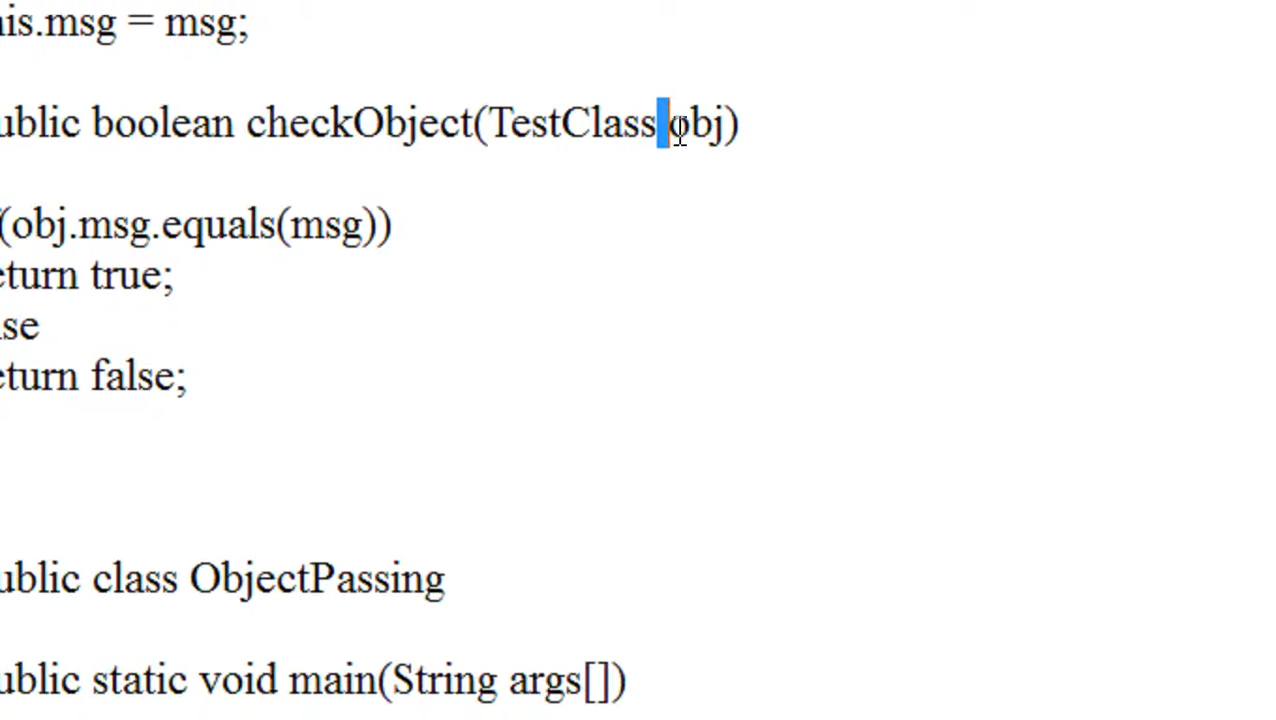 his.msg = msg;
ublic boolean checkObject(TestClass obj)
(obj.msg.equals(msg))
eturn true;
se
eturn false;
ublic class ObjectPassing
ublic static void main(String args[])